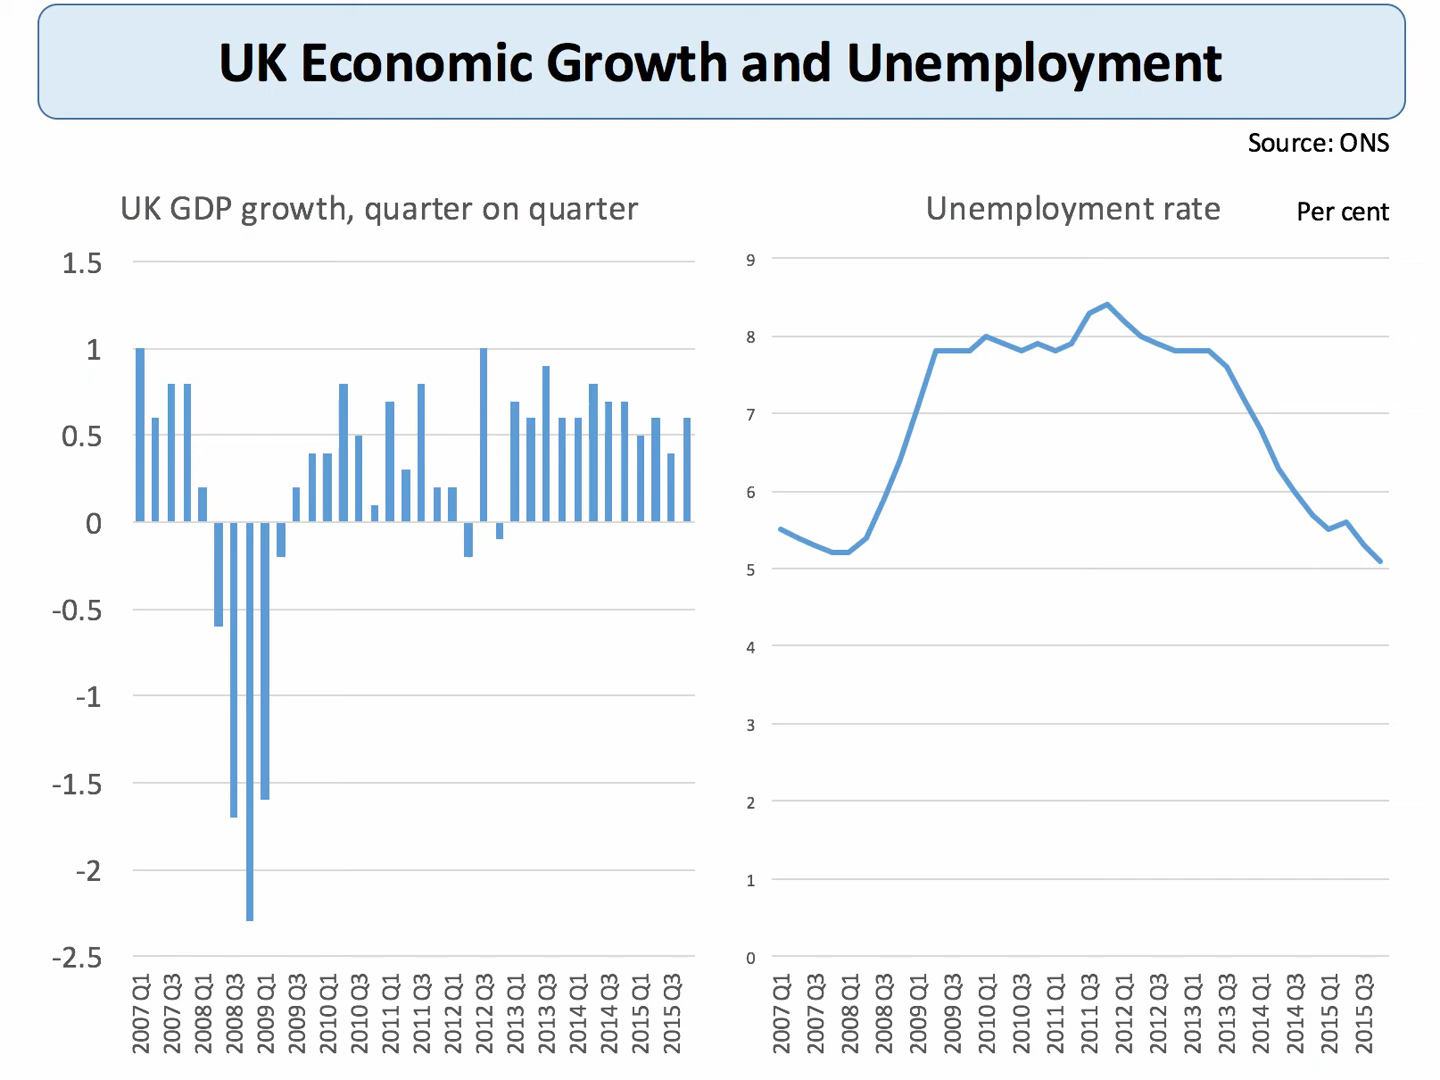 UK Economic Growth and Unemployment
Source: ONS
UK GDP growth, quarter on quarter
1.5
1
0.5
0
-0.5
-1
-1.5
-2
-2.5
2007 Q1
2007 Q3
2008 Q1
2008 Q3
2009 Q1
2009 Q3
2010 Q1
2010 Q3
2011 Q1
2011 Q3
2012 Q1
2012 Q3
2013 Q1
2013 Q3
2014 Q1
2014 Q3
2015 Q1
2015 Q3
Unemployment rate
Per cent
9
8
7
6
5
4
3
2
1
0
2007 Q1
2007 Q3
2008 Q1
2008 Q3
2009 Q1
2009 Q3
2010 Q1
2010 Q3
2011 Q1
2011 Q3
2012 Q1
2012 Q3
2013 Q1
2013 Q3
2014 Q1
2014 Q3
2015 Q1
2015 Q3